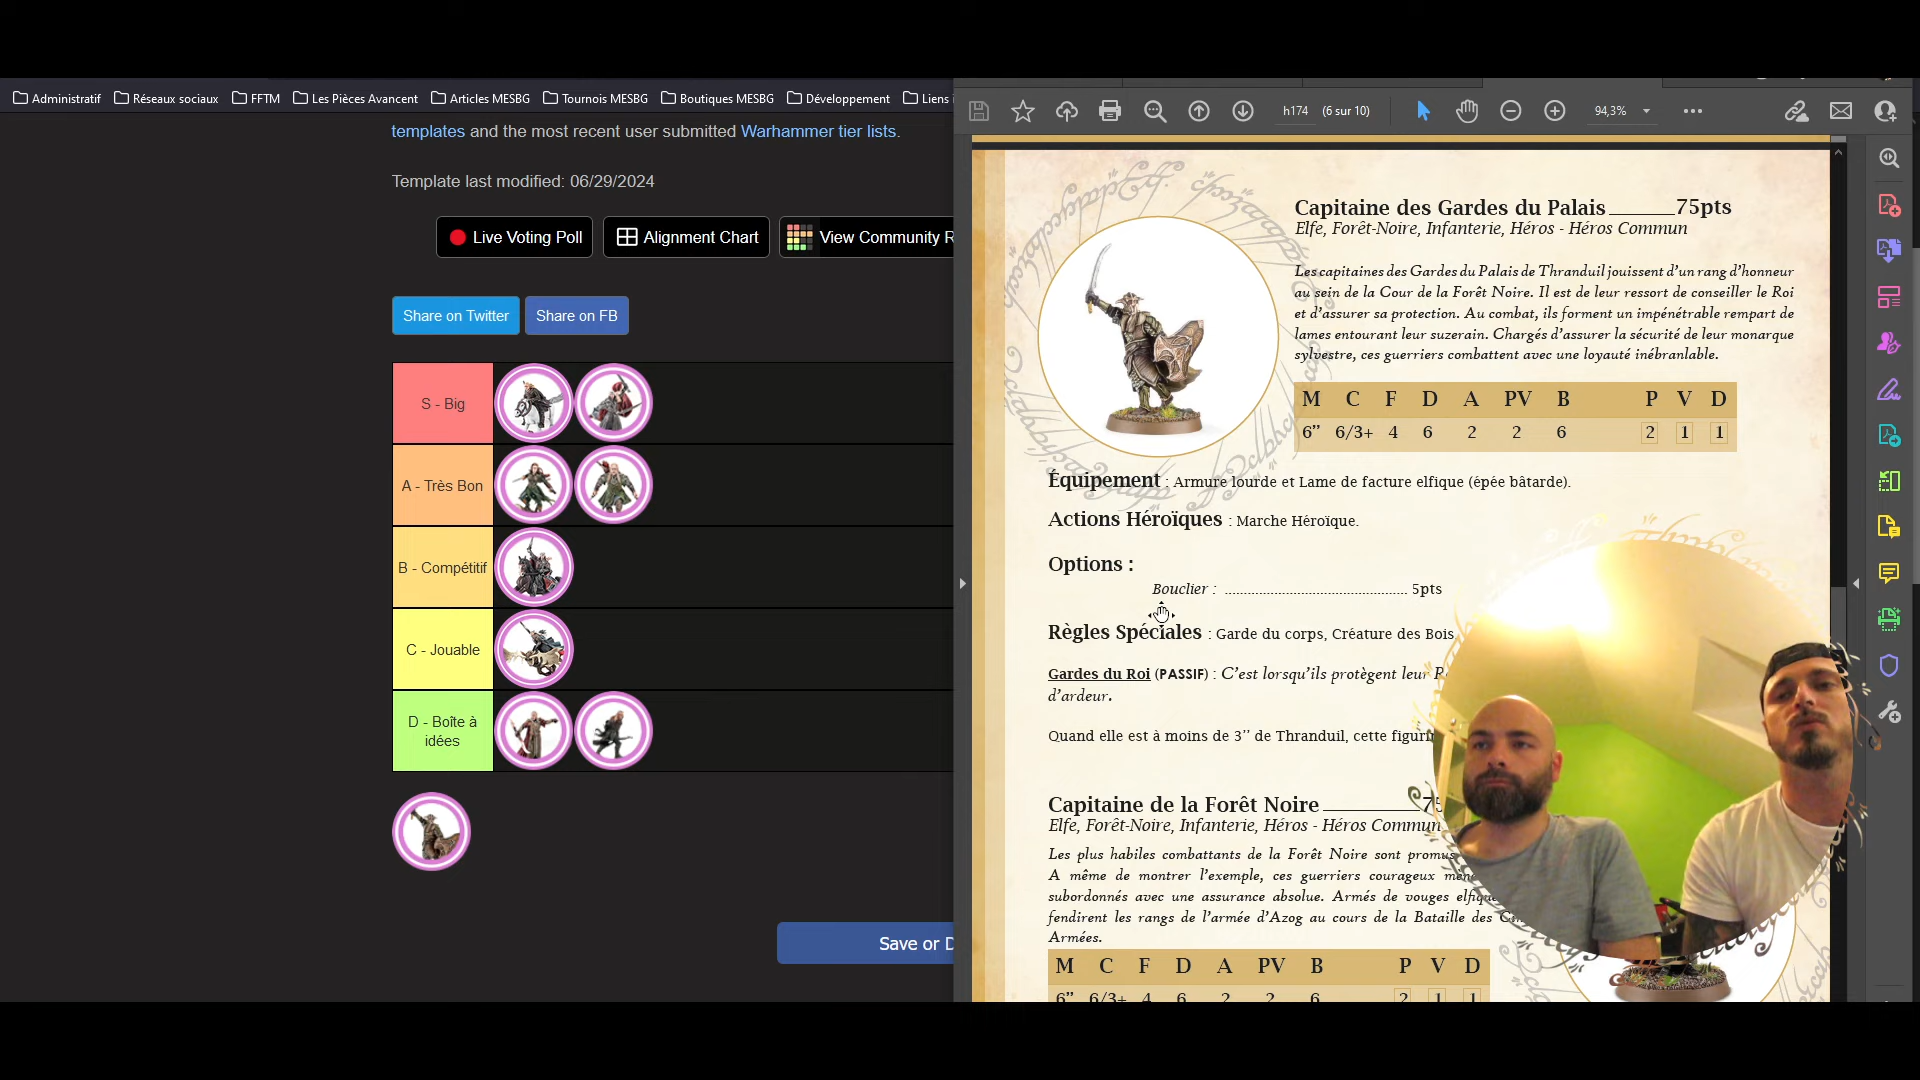 Administratif
Réseaux sociaux
FFTM
Les Pièces Avancent
Articles MESBG
Tournois MESBG
Boutiques MESBG
Développement
Liens
templates and the most recent user submitted Warhammer tier lists.
Template last modified: 06/29/2024
Live Voting Poll
Alignment Chart
View Community R
Share on Twitter
Share on FB
S - Big
A - Très Bon
B - Compétitif
C - Jouable
D - Boîte à
idées
Save or D
h174
(6 sur 10)
94,3%
Capitaine des Gardes du Palais 75pts
Elfe, Forêt-Noire, Infanterie, Héros - Héros Commun
Les capitaines des Gardes du Palais de Thranduil jouissent d'un rang d'honneur
au sein de la Cour de la Forêt Noire. Il est de leur ressort de conseiller le Roi
et d'assurer sa protection. Au combat, ils forment un impénétrable rempart de
lames entourant leur suzerain. Chargés d'assurer la sécurité de leur monarque
sylvestre, ces guerriers combattent avec une loyauté inébranlable.
M C F D A PV B P V D
6'' 6/3+ 4 6 2 2 6 2 1 1
Équipement : Armure lourde et Lame de facture elfique (épée bâtarde).
Actions Héroïques : Marche Héroïque.
Options :
Bouclier : ........................................ 5pts
Règles Spéciales : Garde du corps, Créature des Bois
Gardes du Roi (PASSIF) : C'est lorsqu'ils protègent leur
d'ardeur.
Quand elle est à moins de 3'' de Thranduil, cette
Capitaine de la Forêt Noire
Elfe, Forêt-Noire, Infanterie, Héros - Héros Commun
Les plus habiles combattants de la Forêt Noire sont promus
A même de montrer l'exemple, ces guerriers courageux
subordonnés avec une assurance absolue. Armés de vouges
fendirent les rangs de l'armée d'Azog au cours de la Bataille des
Armées.
M C F D A PV B P V D
6'' 6/3+ 4 6 2 2 6 2 1 1